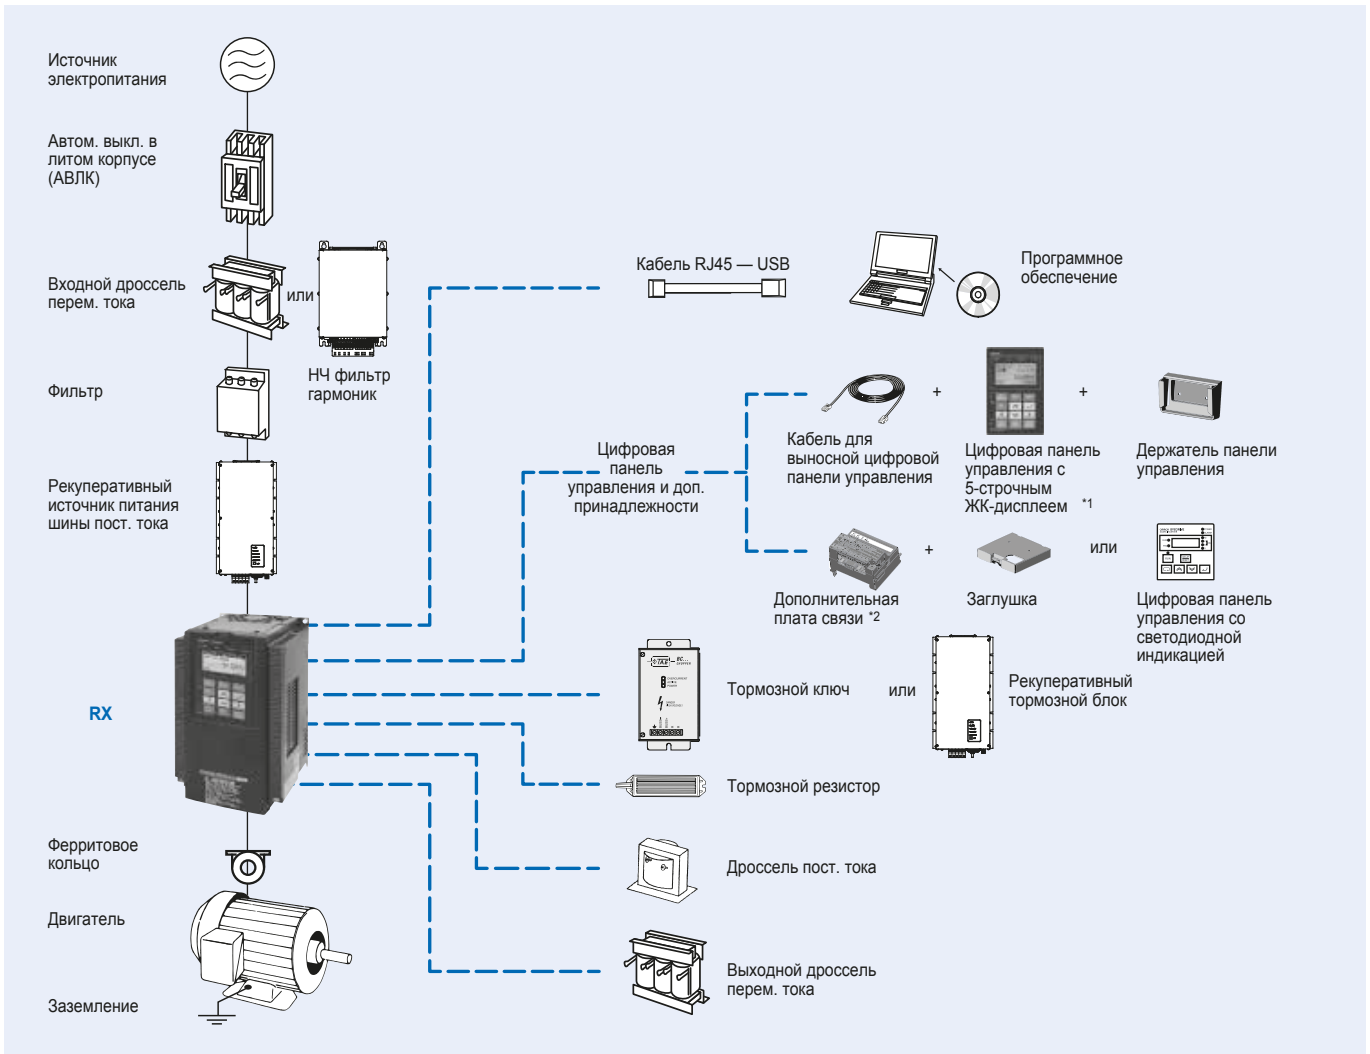 Источник
электропитания
Автом. выкл. в
литом корпусе
(АВЛК)
Входной дроссель
перем. тока
или
НЧ фильтр
гармоник
Фильтр
Рекуперативный
источник питания
шины пост. тока
RX
Ферритовое
кольцо
Двигатель
Заземление
Кабель RJ45 — USB
Программное
обеспечение
Цифровая
панель
управления и доп.
принадлежности
Кабель для
выносной цифровой
панели управления
+
Цифровая панель
управления с
5-строчным
ЖК-дисплеем *1
+
Держатель панели
управления
Дополнительная
плата связи *2
+
Заглушка
или
Цифровая панель
управления со
светодиодной
индикацией
Тормозной ключ
или
Рекуперативный
тормозной блок
Тормозной резистор
Дроссель пост. тока
Выходной дроссель
перем. тока